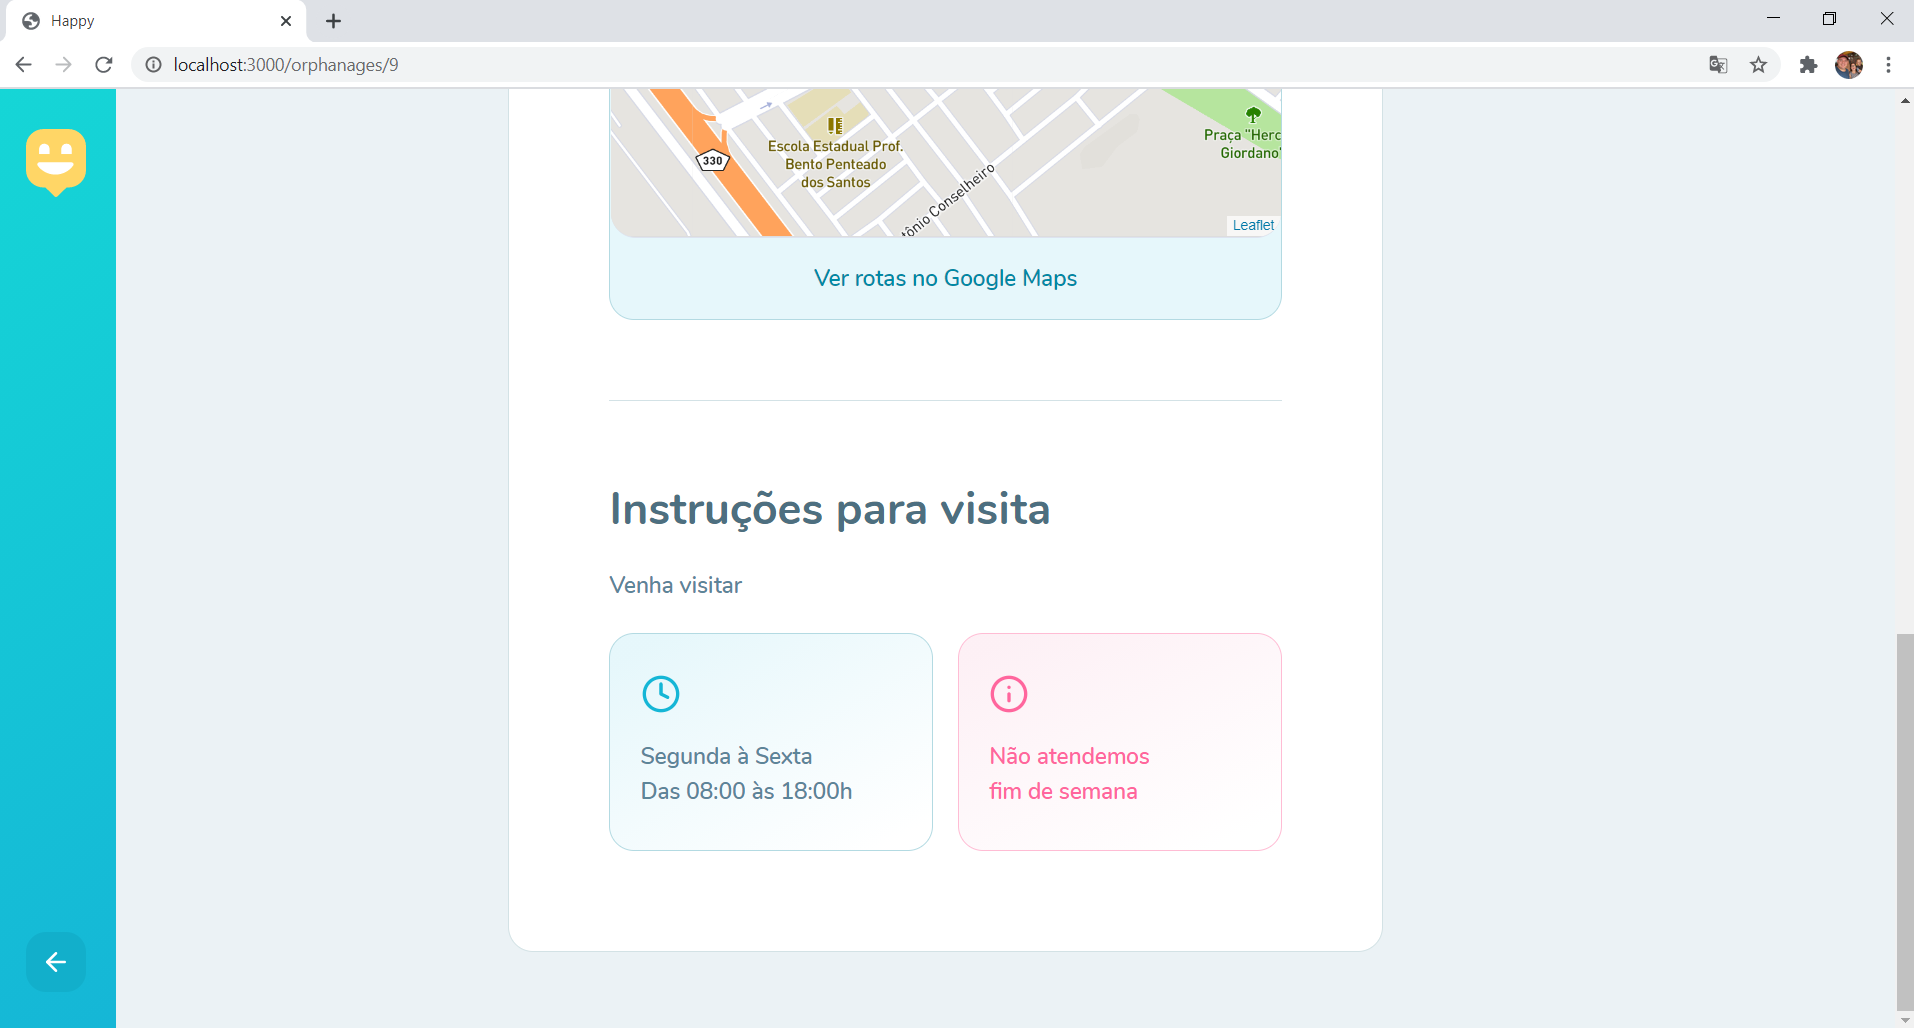 Happy
localhost:3000/orphanages/9
Escola Estadual Prof.
Bento Penteado
dos Santos
330
Praça "Herc
Giordano"
tônio Conselheiro
Leaflet
Ver rotas no Google Maps
Instruções para visita
Venha visitar
Segunda à Sexta
Das 08:00 às 18:00h
Não atendemos
fim de semana